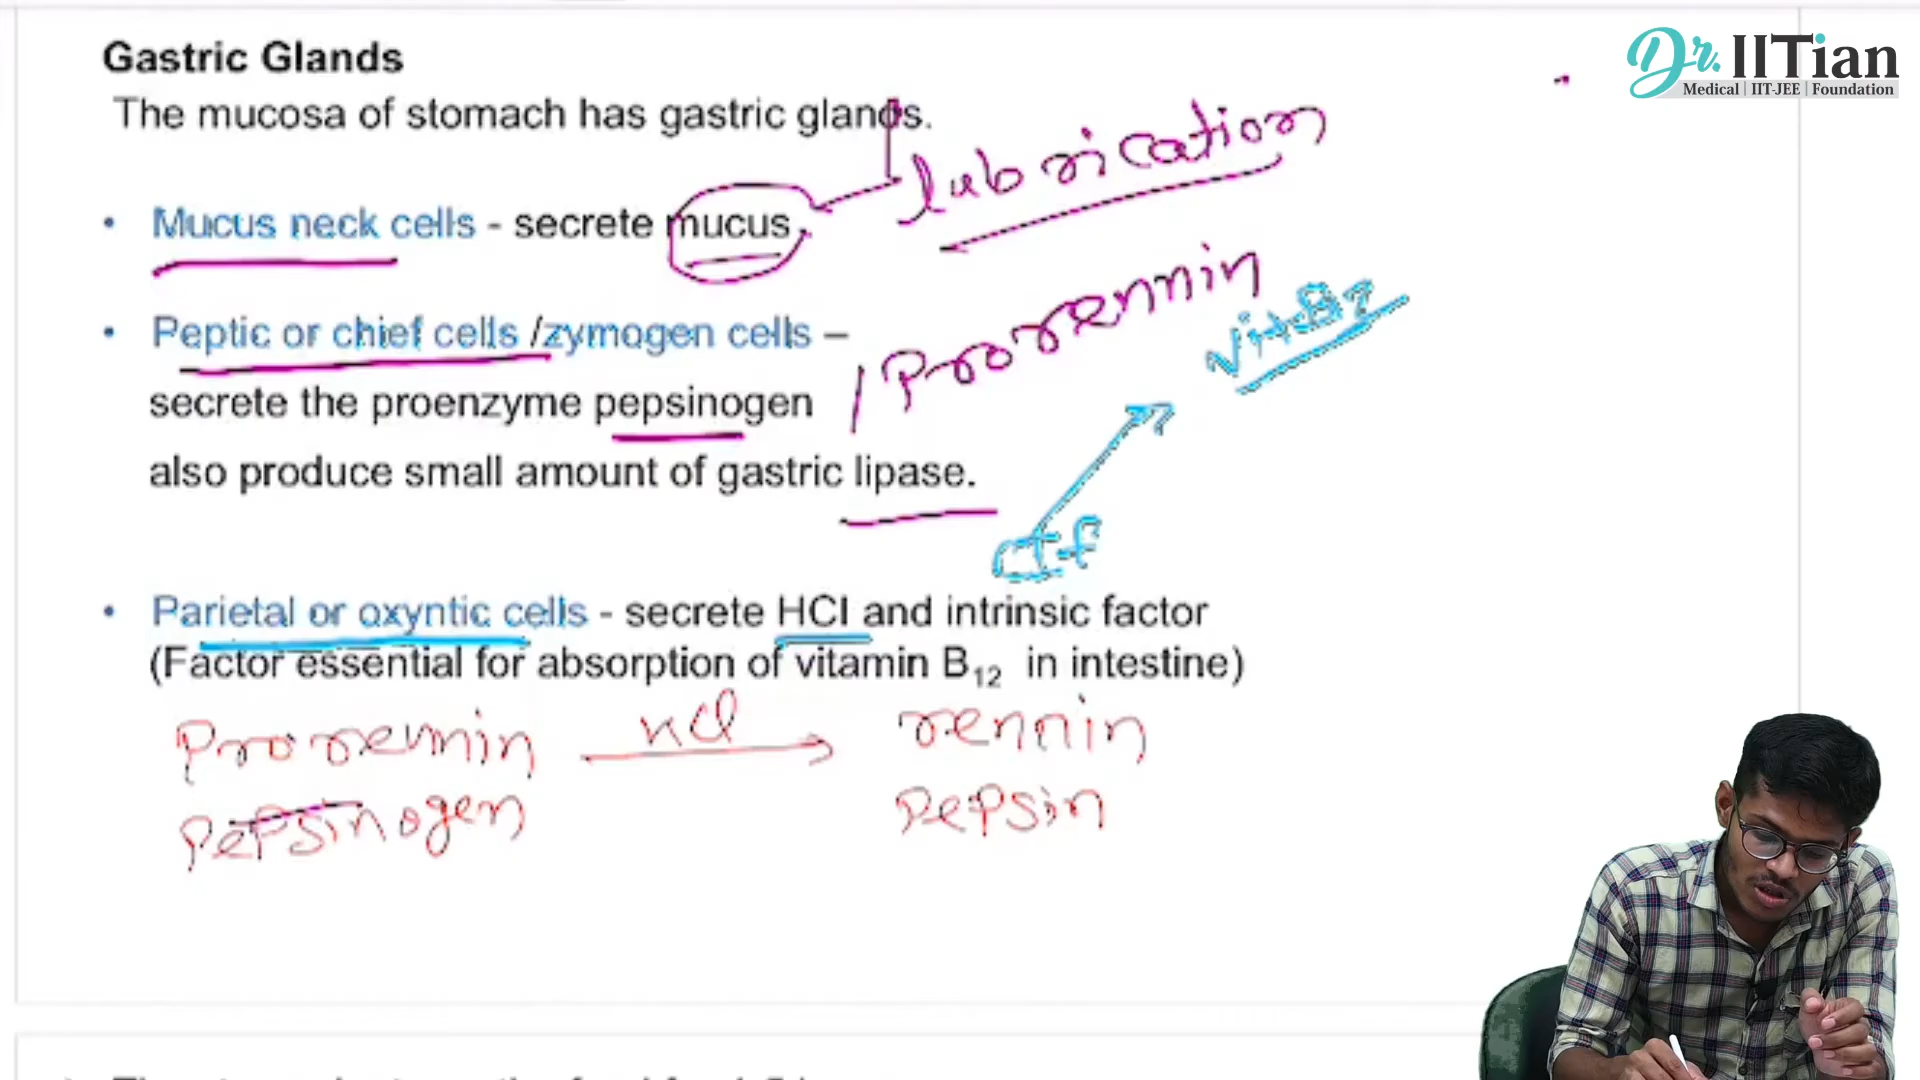 Dr. IITian
Medical | IIT-JEE | Foundation
Gastric Glands
The mucosa of stomach has gastric glands.
lubrication
• Mucus neck cells - secrete mucus.
Prorennin
Vit-B12
• Peptic or chief cells /zymogen cells –
secrete the proenzyme pepsinogen /
also produce small amount of gastric lipase.
CIF
• Parietal or oxyntic cells - secrete HCl and intrinsic factor
(Factor essential for absorption of vitamin B12 in intestine)
Prorennin HCl rennin
Pepsinogen Pepsin